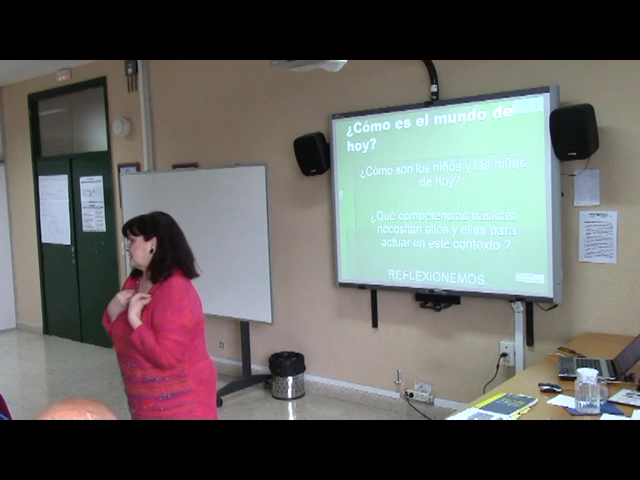 ¿Cómo es el mundo de
hoy?
¿Cómo son los niños y las niñas
de hoy?
¿Qué competencias básicas
necesitan ellos y ellas para
actuar en este contexto ?
REFLEXIONEMOS...